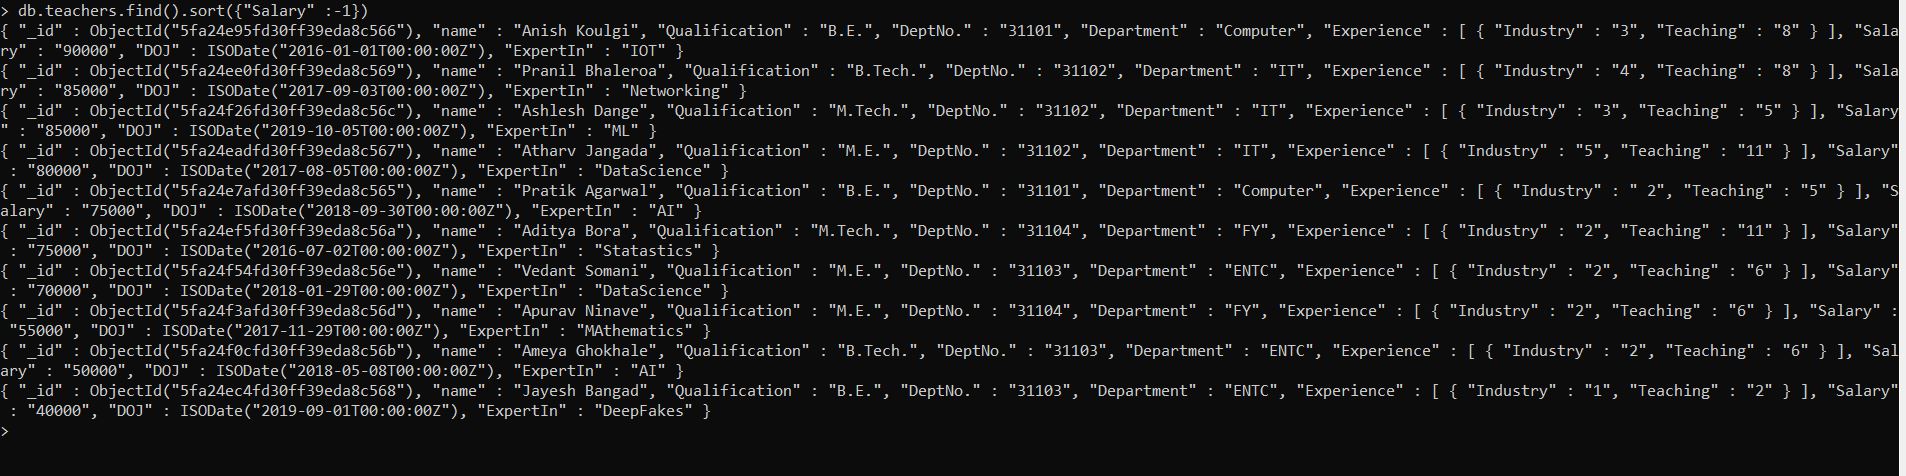 > db.teachers.find().sort({"Salary" :-1})
{ "_id" : ObjectId("5fa24e95fd30ff39eda8c566"), "name" : "Anish Koulgi", "Qualification" : "B.E.", "DeptNo." : "31101", "Department" : "Computer", "Experience" : [ { "Industry" : "3", "Teaching" : "8" } ], "Sala
ry" : "90000", "DOJ" : ISODate("2016-01-01T00:00:00Z"), "ExpertIn" : "IOT" }
{ "_id" : ObjectId("5fa24ee0fd30ff39eda8c569"), "name" : "Pranil Bhaleroa", "Qualification" : "B.Tech.", "DeptNo." : "31102", "Department" : "IT", "Experience" : [ { "Industry" : "4", "Teaching" : "8" } ], "Sala
ry" : "85000", "DOJ" : ISODate("2017-09-03T00:00:00Z"), "ExpertIn" : "Networking" }
{ "_id" : ObjectId("5fa24f26fd30ff39eda8c56c"), "name" : "Ashlesh Dange", "Qualification" : "M.Tech.", "DeptNo." : "31102", "Department" : "IT", "Experience" : [ { "Industry" : "3", "Teaching" : "5" } ], "Salary
" : "85000", "DOJ" : ISODate("2019-10-05T00:00:00Z"), "ExpertIn" : "ML" }
{ "_id" : ObjectId("5fa24eadfd30ff39eda8c567"), "name" : "Atharv Jangada", "Qualification" : "M.E.", "DeptNo." : "31102", "Department" : "IT", "Experience" : [ { "Industry" : "5", "Teaching" : "11" } ], "Salary"
 : "80000", "DOJ" : ISODate("2017-08-05T00:00:00Z"), "ExpertIn" : "DataScience" }
{ "_id" : ObjectId("5fa24e7afd30ff39eda8c565"), "name" : "Pratik Agarwal", "Qualification" : "B.E.", "DeptNo." : "31101", "Department" : "Computer", "Experience" : [ { "Industry" : " 2", "Teaching" : "5" } ], "S
alary" : "75000", "DOJ" : ISODate("2018-09-30T00:00:00Z"), "ExpertIn" : "AI" }
{ "_id" : ObjectId("5fa24ef5fd30ff39eda8c56a"), "name" : "Aditya Bora", "Qualification" : "M.Tech.", "DeptNo." : "31104", "Department" : "FY", "Experience" : [ { "Industry" : "2", "Teaching" : "11" } ], "Salary"
 : "75000", "DOJ" : ISODate("2016-07-02T00:00:00Z"), "ExpertIn" : "Statastics" }
{ "_id" : ObjectId("5fa24f54fd30ff39eda8c56e"), "name" : "Vedant Somani", "Qualification" : "M.E.", "DeptNo." : "31103", "Department" : "ENTC", "Experience" : [ { "Industry" : "2", "Teaching" : "6" } ], "Salary"
 : "70000", "DOJ" : ISODate("2018-01-29T00:00:00Z"), "ExpertIn" : "DataScience" }
{ "_id" : ObjectId("5fa24f3afd30ff39eda8c56d"), "name" : "Apurav Ninave", "Qualification" : "M.E.", "DeptNo." : "31104", "Department" : "FY", "Experience" : [ { "Industry" : "2", "Teaching" : "6" } ], "Salary" :
 "55000", "DOJ" : ISODate("2017-11-29T00:00:00Z"), "ExpertIn" : "MAthematics" }
{ "_id" : ObjectId("5fa24f0cfd30ff39eda8c56b"), "name" : "Ameya Ghokhale", "Qualification" : "B.Tech.", "DeptNo." : "31103", "Department" : "ENTC", "Experience" : [ { "Industry" : "2", "Teaching" : "6" } ], "Sal
ary" : "50000", "DOJ" : ISODate("2018-05-08T00:00:00Z"), "ExpertIn" : "AI" }
{ "_id" : ObjectId("5fa24ec4fd30ff39eda8c568"), "name" : "Jayesh Bangad", "Qualification" : "B.E.", "DeptNo." : "31103", "Department" : "ENTC", "Experience" : [ { "Industry" : "1", "Teaching" : "2" } ], "Salary"
 : "40000", "DOJ" : ISODate("2019-09-01T00:00:00Z"), "ExpertIn" : "DeepFakes" }
>